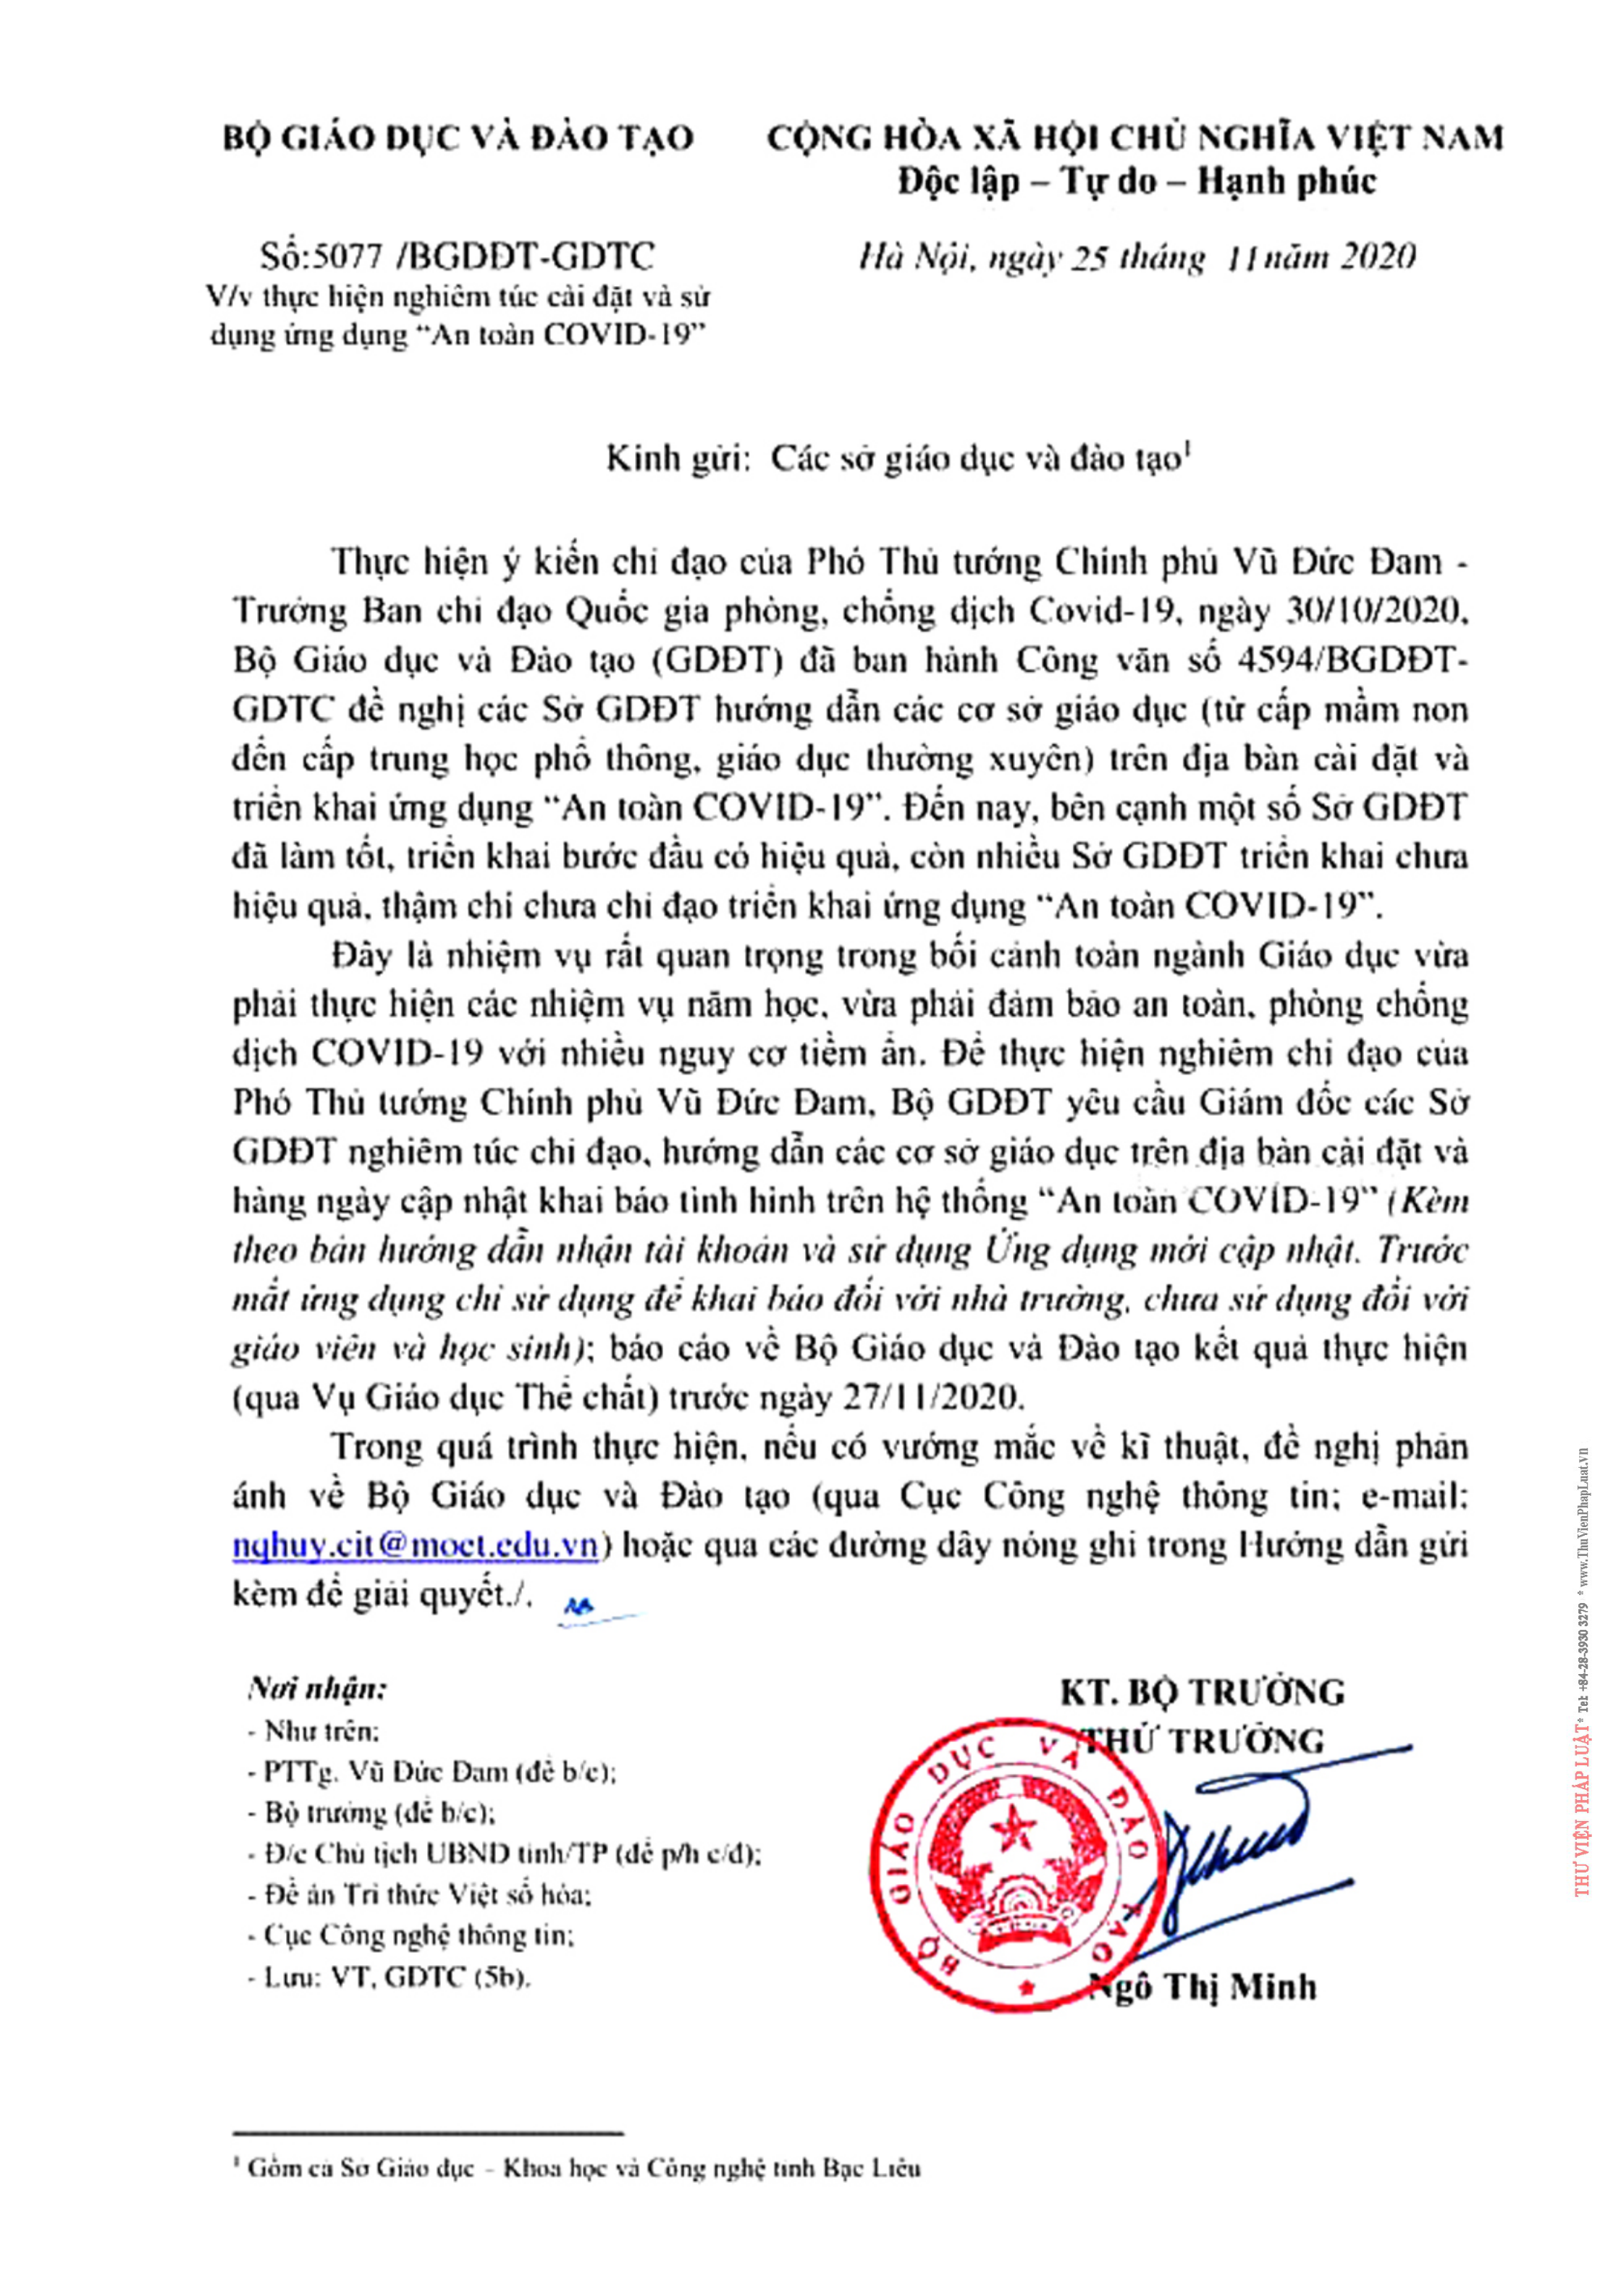 BỘ GIÁO DỤC VÀ ĐÀO TẠO
CỘNG HÒA XÃ HỘI CHỦ NGHĨA VIỆT NAM
Độc lập – Tự do – Hạnh phúc
Số:5077 /BGDĐT-GDTC
Hà Nội, ngày 25 tháng 11 năm 2020
V/v thực hiện nghiêm túc cài đặt và sử
dụng ứng dụng “An toàn COVID-19”
Kính gửi: Các sở giáo dục và đào tạo¹
Thực hiện ý kiến chỉ đạo của Phó Thủ tướng Chính phủ Vũ Đức Đam -
Trưởng Ban chỉ đạo Quốc gia phòng, chống dịch Covid-19, ngày 30/10/2020,
Bộ Giáo dục và Đào tạo (GDĐT) đã ban hành Công văn số 4594/BGDĐT-
GDTC đề nghị các Sở GDĐT hướng dẫn các cơ sở giáo dục (từ cấp mầm non
đến cấp trung học phổ thông, giáo dục thường xuyên) trên địa bàn cài đặt và
triển khai ứng dụng “An toàn COVID-19”. Đến nay, bên cạnh một số Sở GDĐT
đã làm tốt, triển khai bước đầu có hiệu quả, còn nhiều Sở GDĐT triển khai chưa
hiệu quả, thậm chí chưa chỉ đạo triển khai ứng dụng “An toàn COVID-19”.
Đây là nhiệm vụ rất quan trọng trong bối cảnh toàn ngành Giáo dục vừa
phải thực hiện các nhiệm vụ năm học, vừa phải đảm bảo an toàn, phòng chống
dịch COVID-19 với nhiều nguy cơ tiềm ẩn. Để thực hiện nghiêm chỉ đạo của
Phó Thủ tướng Chính phủ Vũ Đức Đam, Bộ GDĐT yêu cầu Giám đốc các Sở
GDĐT nghiêm túc chỉ đạo, hướng dẫn các cơ sở giáo dục trên địa bàn cài đặt và
hàng ngày cập nhật khai báo tình hình trên hệ thống “An toàn COVID-19” (Kèm
theo bản hướng dẫn nhận tài khoản và sử dụng Ứng dụng mới cập nhật. Trước
mắt ứng dụng chỉ sử dụng để khai báo đối với nhà trường, chưa sử dụng đối với
giáo viên và học sinh); báo cáo về Bộ Giáo dục và Đào tạo kết quả thực hiện
(qua Vụ Giáo dục Thể chất) trước ngày 27/11/2020.
Trong quá trình thực hiện, nếu có vướng mắc về kĩ thuật, đề nghị phản
ánh về Bộ Giáo dục và Đào tạo (qua Cục Công nghệ thông tin; e-mail:
nqhuy.cit@moet.edu.vn) hoặc qua các đường dây nóng ghi trong Hướng dẫn gửi
kèm để giải quyết./.
Nơi nhận:
- Như trên;
- PTTg. Vũ Đức Đam (để b/c);
- Bộ trưởng (để b/c);
- Đ/c Chủ tịch UBND tỉnh/TP (để p/h c/đ);
- Đề án Tri thức Việt số hóa;
- Cục Công nghệ thông tin;
- Lưu: VT, GDTC (5b).
KT. BỘ TRƯỞNG
THỨ TRƯỞNG
BỘ GIÁO DỤC VÀ ĐÀO TẠO
Ngô Thị Minh
¹ Gồm cả Sở Giáo dục – Khoa học và Công nghệ tỉnh Bạc Liêu
THƯ VIỆN PHÁP LUẬT* Tel: +84-28-3930 3279 * www.ThuVienPhapLuat.vn